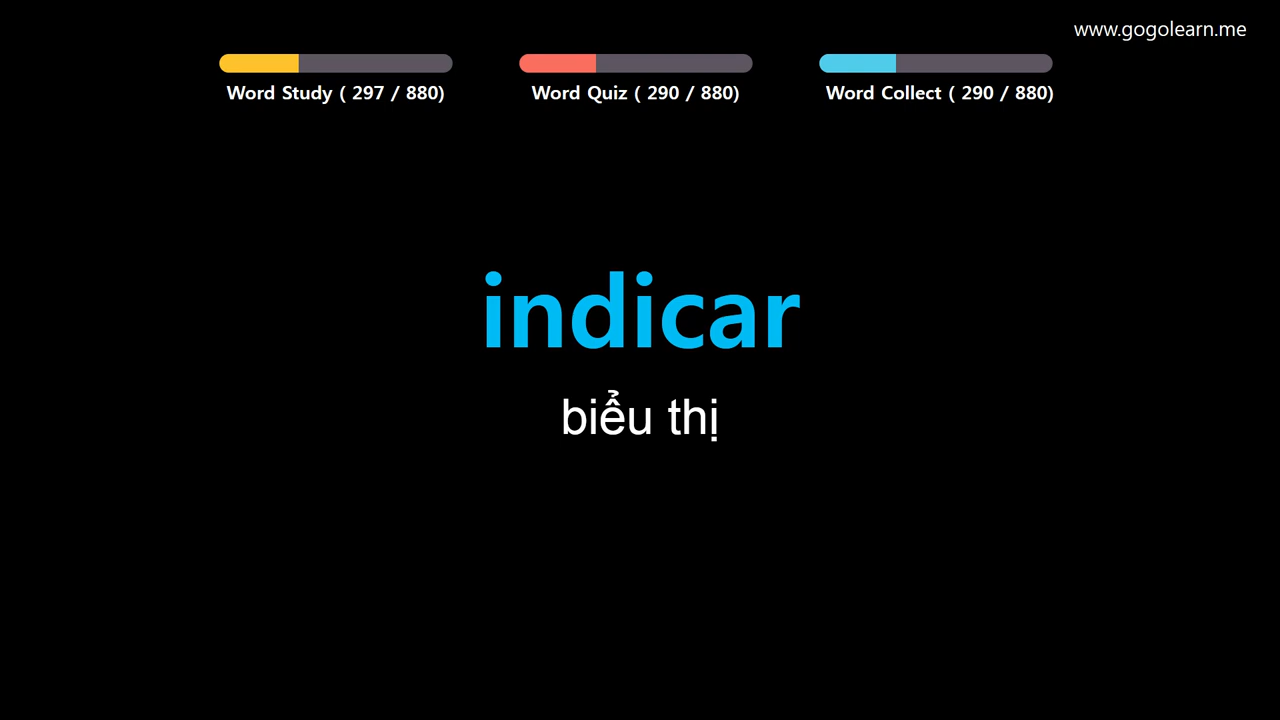 www.gogolearn.me
Word Study ( 297 / 880)
Word Quiz ( 290 / 880)
Word Collect ( 290 / 880)
indicar
biểu thị